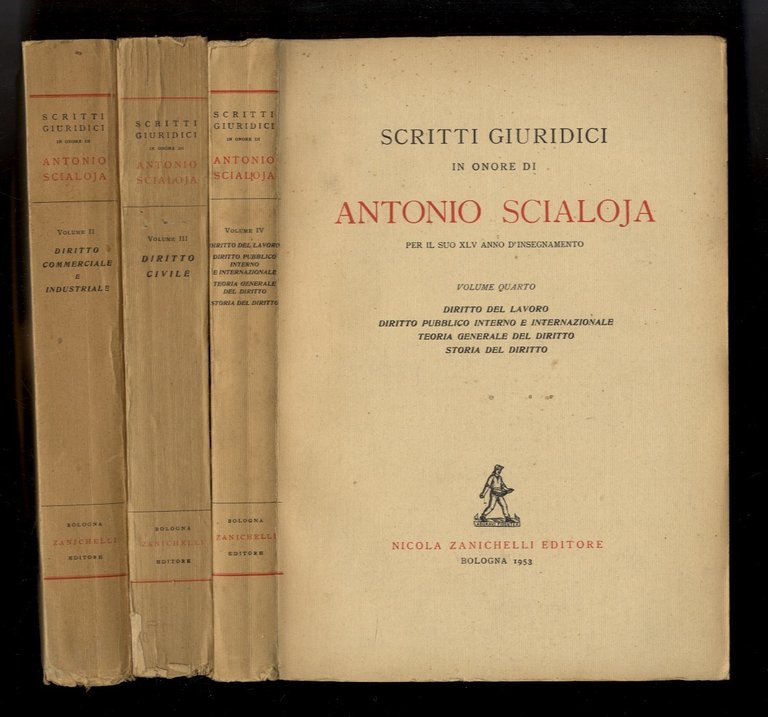 SCRITTI
GIURIDICI
IN ONORE DI
ANTONIO
SCIALOJA
VOLUME II
DIRITTO
COMMERCIALE
E
INDUSTRIALE
BOLOGNA
ZANICHELLI
EDITORE
SCRITTI
GIURIDICI
IN ONORE DI
ANTONIO
SCIALOJA
VOLUME III
DIRITTO
CIVILE
BOLOGNA
ZANICHELLI
EDITORE
SCRITTI
GIURIDICI
IN ONORE DI
ANTONIO
SCIALOJA
VOLUME IV
DIRITTO DEL LAVORO
DIRITTO PUBBLICO
INTERNO
E INTERNAZIONALE
TEORIA GENERALE
DEL DIRITTO
STORIA DEL DIRITTO
BOLOGNA
ZANICHELLI
EDITORE
SCRITTI GIURIDICI
IN ONORE DI
ANTONIO SCIALOJA
PER IL SUO XLV ANNO D'INSEGNAMENTO
VOLUME QUARTO
DIRITTO DEL LAVORO
DIRITTO PUBBLICO INTERNO E INTERNAZIONALE
TEORIA GENERALE DEL DIRITTO
STORIA DEL DIRITTO
NICOLA ZANICHELLI EDITORE
BOLOGNA 1953